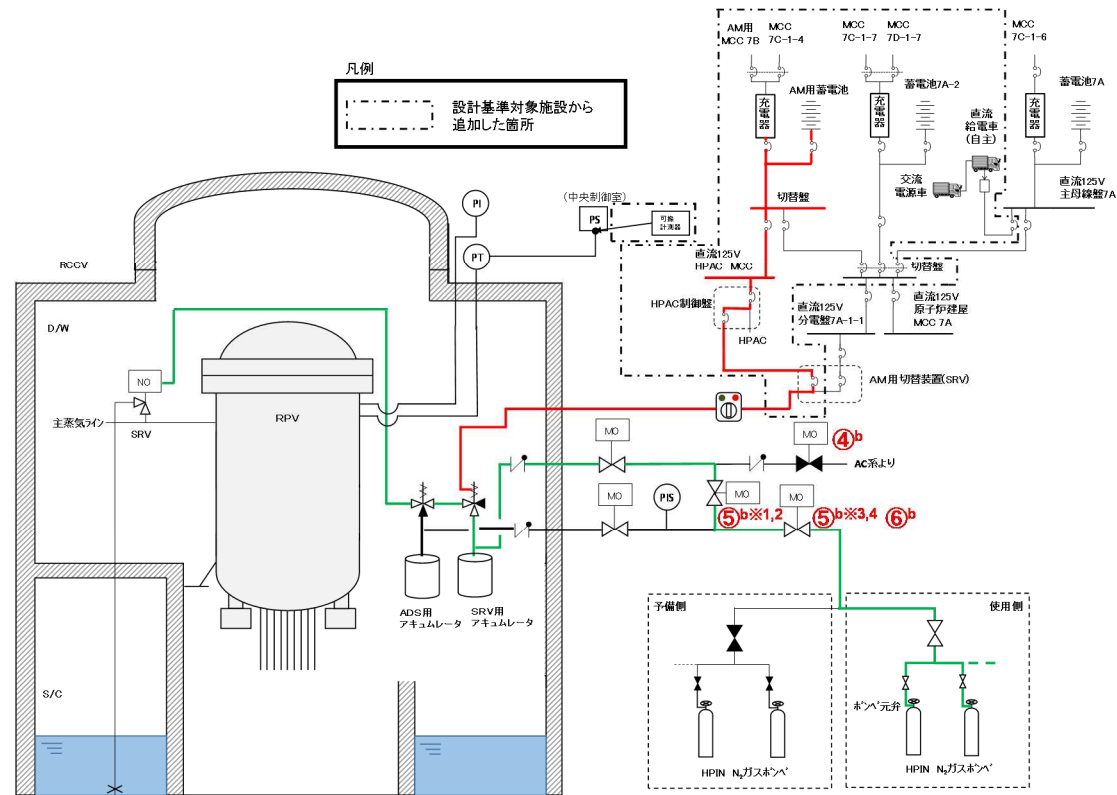 凡例
設計基準対象施設から
追加した箇所
AM用
MCC 7B
MCC
7C-1-4
MCC
7C-1-7
MCC
7D-1-7
MCC
7C-1-6
充電器
AM用蓄電池
充電器
蓄電池7A-2
充電器
蓄電池7A
直流
給電車
(自主)
交流
電源車
直流125V
主母線盤7A
切替盤
切替盤
(中央制御室)
PS
可搬
計測器
PI
PT
直流125V
HPAC MCC
HPAC制御盤
HPAC
直流125V
分電盤7A-1-1
直流125V
原子炉建屋
MCC 7A
AM用切替装置(SRV)
RCCV
D/W
NO
SRV
主蒸気ライン
RPV
MO
MO
④b
AC系より
MO
PIS
MO
MO
⑤b※1,2
⑤b※3,4
⑥b
ADS用
アキュムレータ
SRV用
アキュムレータ
S/C
予備側
使用側
ボンベ元弁
HPIN N₂ガスボンベ
HPIN N₂ガスボンベ